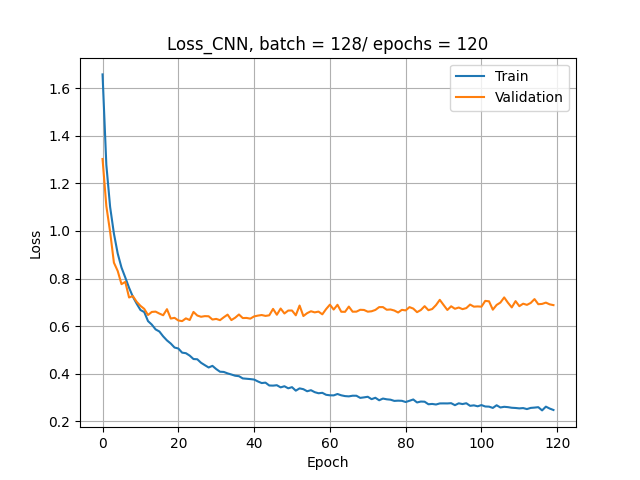 Loss_CNN, batch = 128/ epochs = 120
Train
Validation
Loss
1.6
1.4
1.2
1.0
0.8
0.6
0.4
0.2
0 20 40 60 80 100 120
Epoch